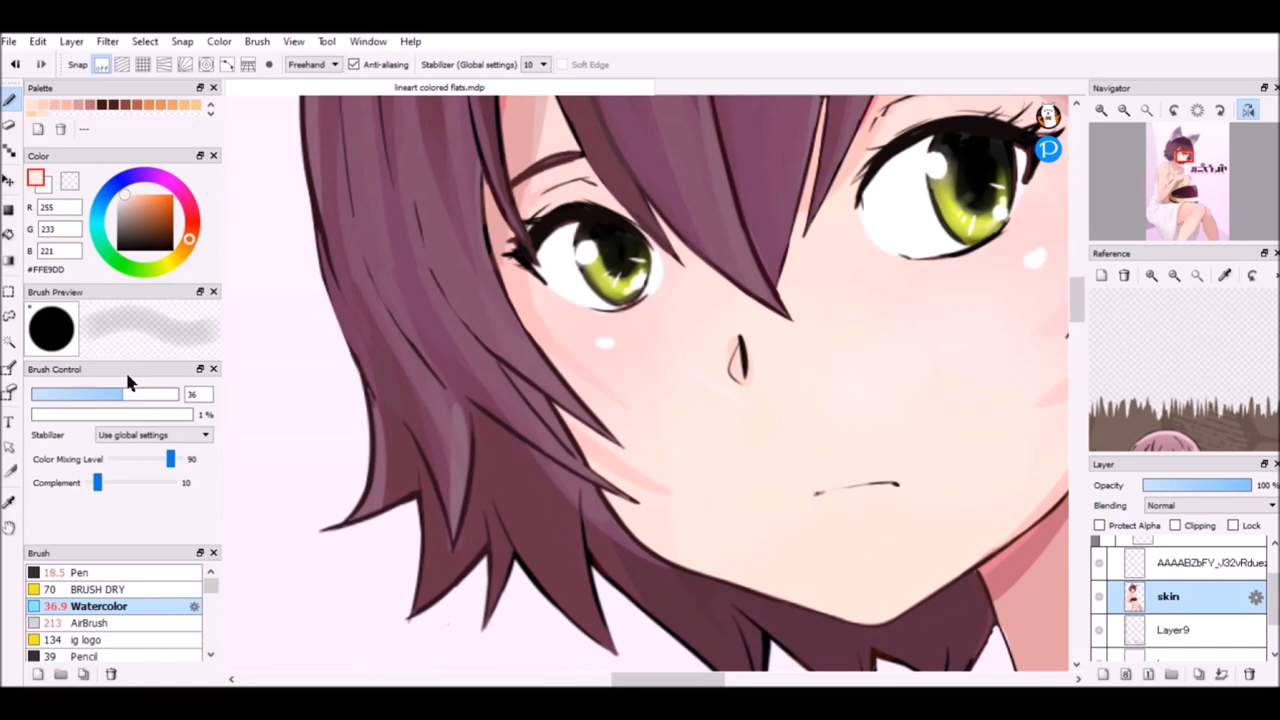 File Edit Layer Filter Select Snap Color Brush View Tool Window Help
Snap off Freehand Anti-aliasing Stabilizer (Global settings) 10 Soft Edge
Palette
lineart colored flats.mdp
Navigator
---
Color
R 255
G 233
B 221
#FFE9DD
Reference
Brush Preview
Brush Control
36
1 %
Stabilizer Use global settings
Color Mixing Level 90
Complement 10
Layer
Opacity 100 %
Blending Normal
Protect Alpha Clipping Lock
AAAABZbFY_J32vRdue
skin
Layer9
Brush
18.5 Pen
70 BRUSH DRY
36.9 Watercolor
213 AirBrush
134 ig logo
39 Pencil